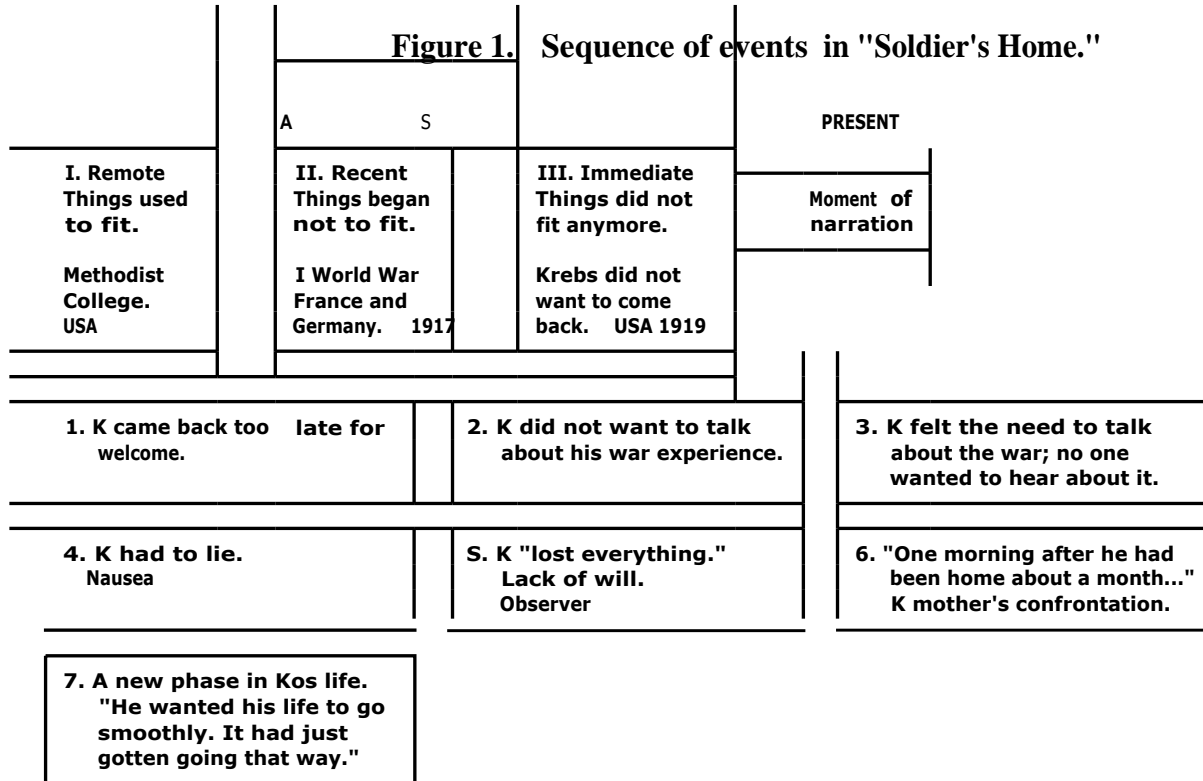 Figure 1. Sequence of events in "Soldier's Home."
A S
PRESENT
I. Remote
Things used
to fit.
Methodist
College.
USA
II. Recent
Things began
not to fit.
I World War
France and
Germany. 1917
III. Immediate
Things did not
fit anymore.
Krebs did not
want to come
back. USA 1919
Moment of
narration
1. K came back too late for
welcome.
2. K did not want to talk
about his war experience.
3. K felt the need to talk
about the war; no one
wanted to hear about it.
4. K had to lie.
Nausea
S. K "lost everything."
Lack of will.
Observer
6. "One morning after he had
been home about a month..."
K mother's confrontation.
7. A new phase in Kos life.
"He wanted his life to go
smoothly. It had just
gotten going that way."